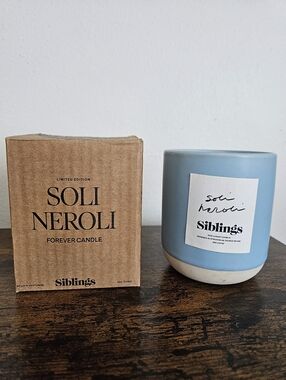 LIMITED EDITION
SOLI
NEROLI
FOREVER CANDLE
Siblings
Soli
Neroli
Siblings